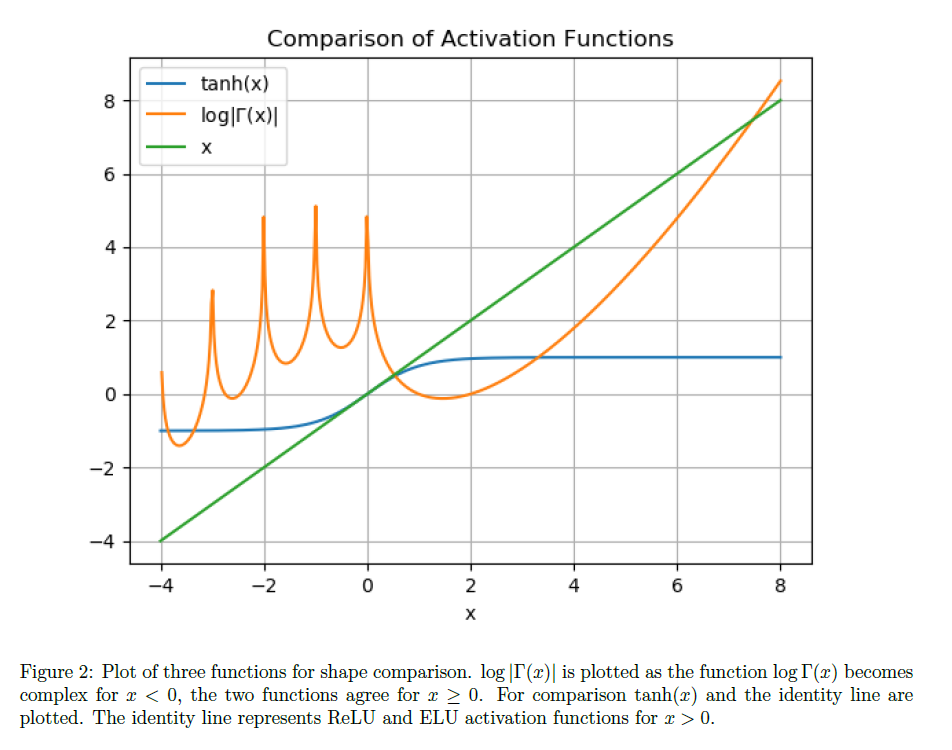 Comparison of Activation Functions
tanh(x)
log|Γ(x)|
x
8
6
4
2
0
−2
−4
−4 −2 0 2 4 6 8
x
Figure 2: Plot of three functions for shape comparison. log |Γ(x)| is plotted as the function log Γ(x) becomes
complex for x < 0, the two functions agree for x ≥ 0. For comparison tanh(x) and the identity line are
plotted. The identity line represents ReLU and ELU activation functions for x > 0.